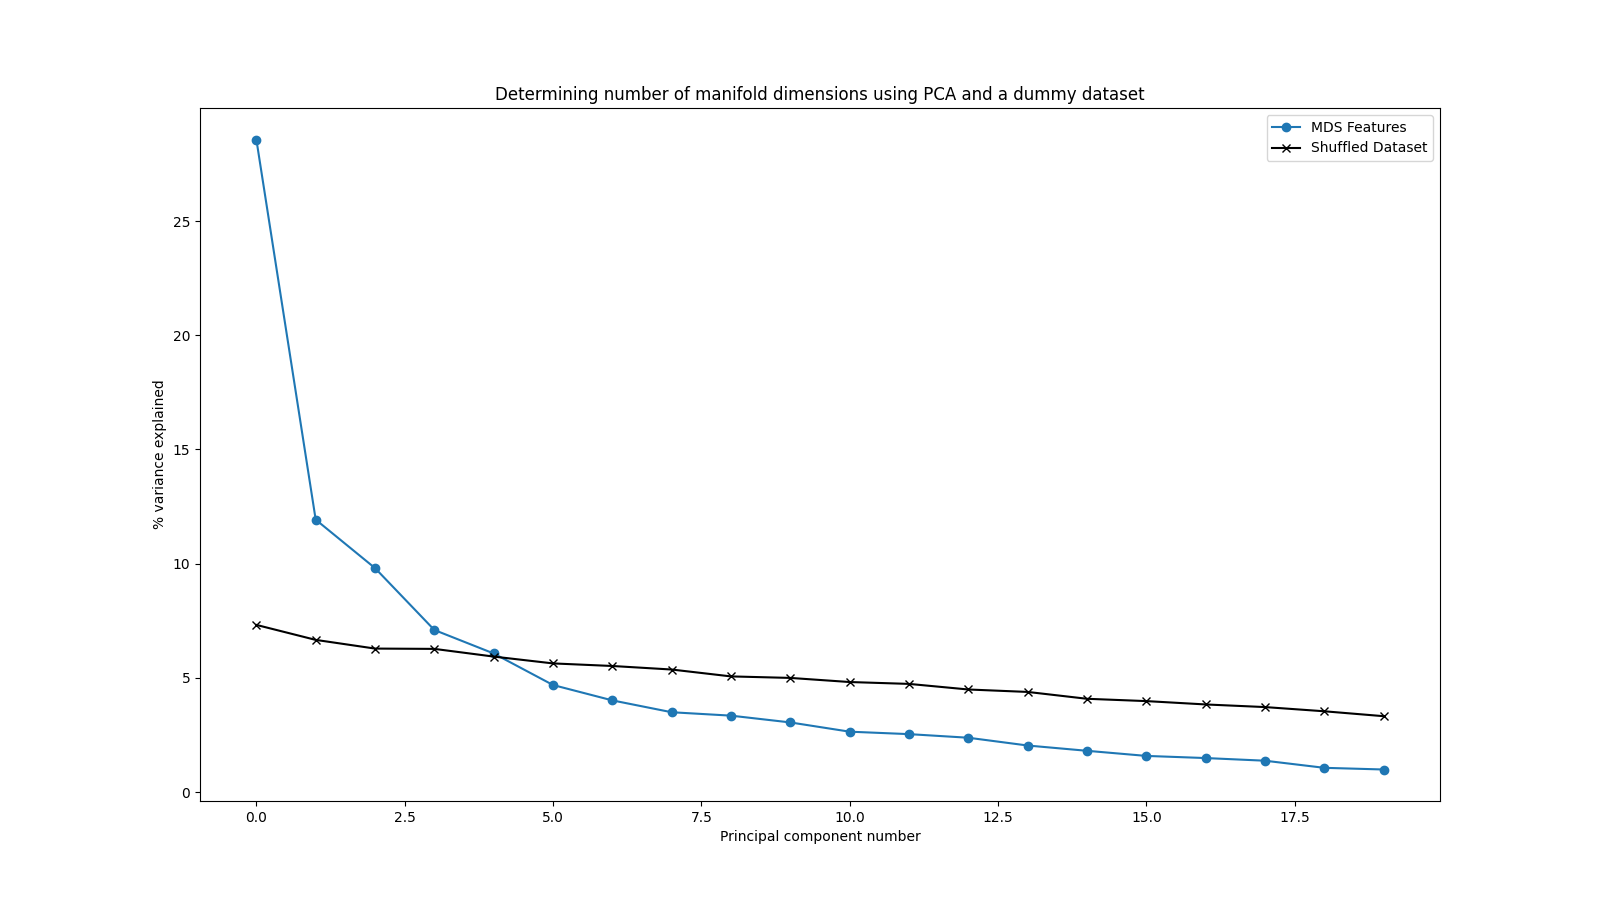 Determining number of manifold dimensions using PCA and a dummy dataset
MDS Features
Shuffled Dataset
25
20
15
10
5
0
% variance explained
0.0 2.5 5.0 7.5 10.0 12.5 15.0 17.5
Principal component number